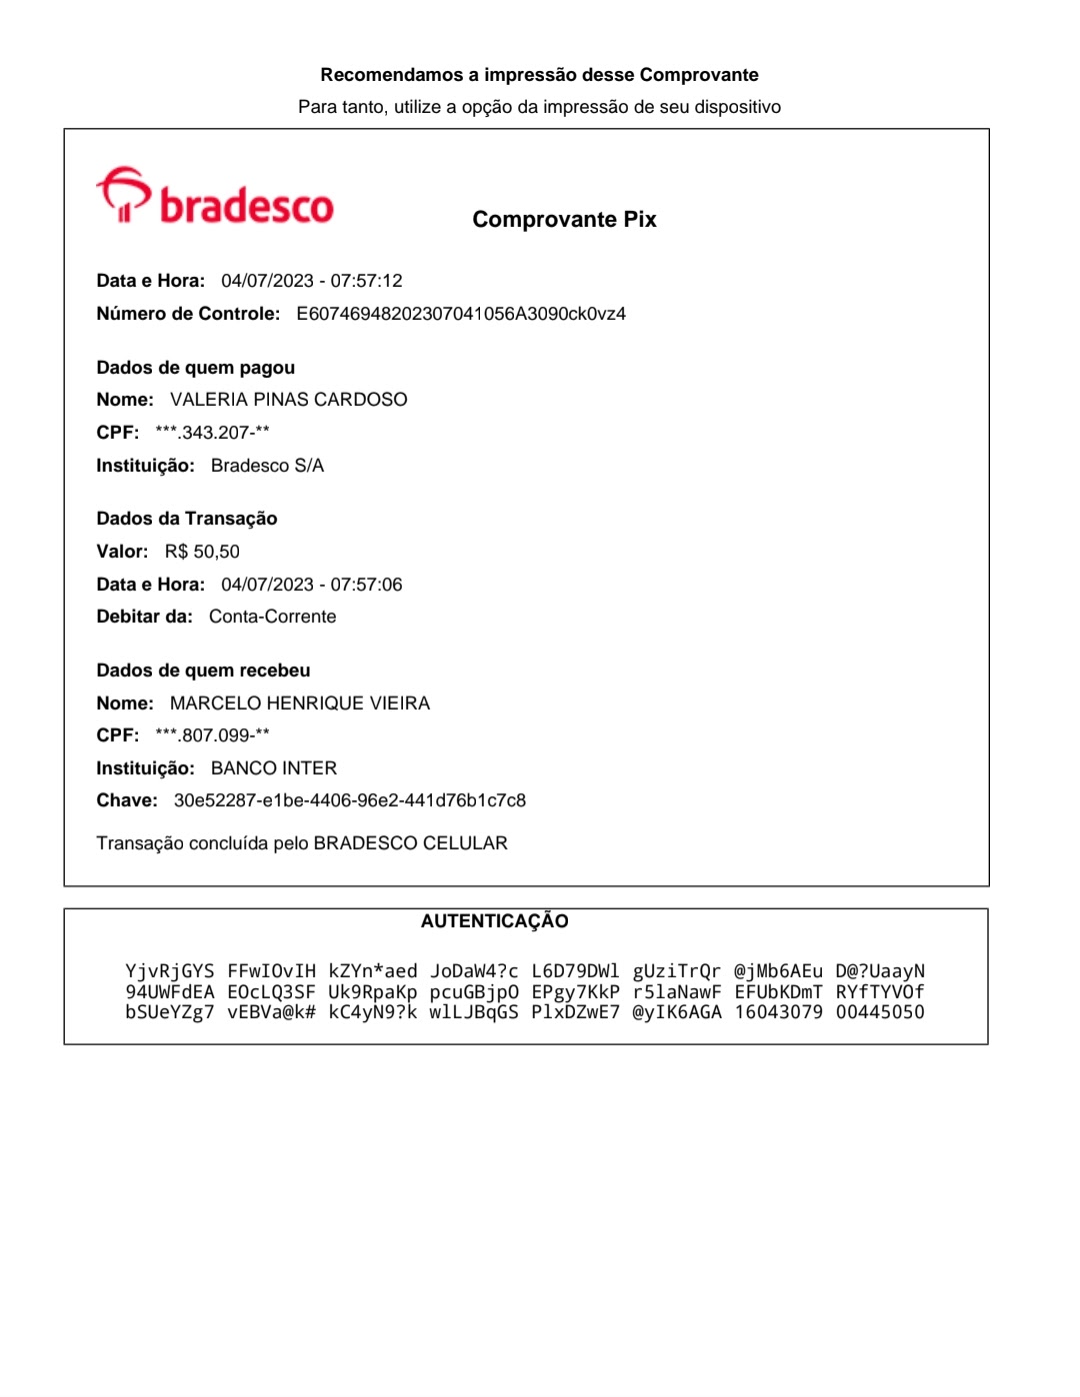 Recomendamos a impressão desse Comprovante
Para tanto, utilize a opção da impressão de seu dispositivo
bradesco
Comprovante Pix
Data e Hora: 04/07/2023 - 07:57:12
Número de Controle: E60746948202307041056A3090ck0vz4
Dados de quem pagou
Nome: VALERIA PINAS CARDOSO
CPF: ***.343.207-**
Instituição: Bradesco S/A
Dados da Transação
Valor: R$ 50,50
Data e Hora: 04/07/2023 - 07:57:06
Debitar da: Conta-Corrente
Dados de quem recebeu
Nome: MARCELO HENRIQUE VIEIRA
CPF: ***.807.099-**
Instituição: BANCO INTER
Chave: 30e52287-e1be-4406-96e2-441d76b1c7c8
Transação concluída pelo BRADESCO CELULAR
AUTENTICAÇÃO
YjvRjGYS FFwIOvIH kZYn*aed JoDaW4?c L6D79DWl gUziTrQr @jMb6AEu D@?UaayN
94UWFdEA EOcLQ3SF Uk9RpaKp pcuGBjpO EPgy7KkP r5laNawF EFUbKDmT RYfTYVOf
bSUeYZg7 vEBVa@k# kC4yN9?k wlLJBqGS PlxDZwE7 @yIK6AGA 16043079 00445050